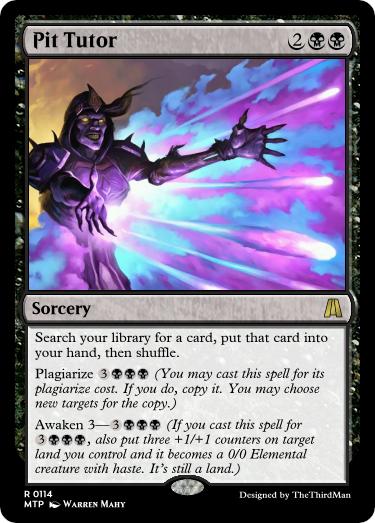 Pit Tutor 2
Sorcery
Search your library for a card, put that card into
your hand, then shuffle.
Plagiarize 3 (You may cast this spell for its
plagiarize cost. If you do, copy it. You may choose
new targets for the copy.)
Awaken 3—3 (If you cast this spell for
3, also put three +1/+1 counters on target
land you control and it becomes a 0/0 Elemental
creature with haste. It's still a land.)
R 0114
MTP Warren Mahy
Designed by TheThirdMan